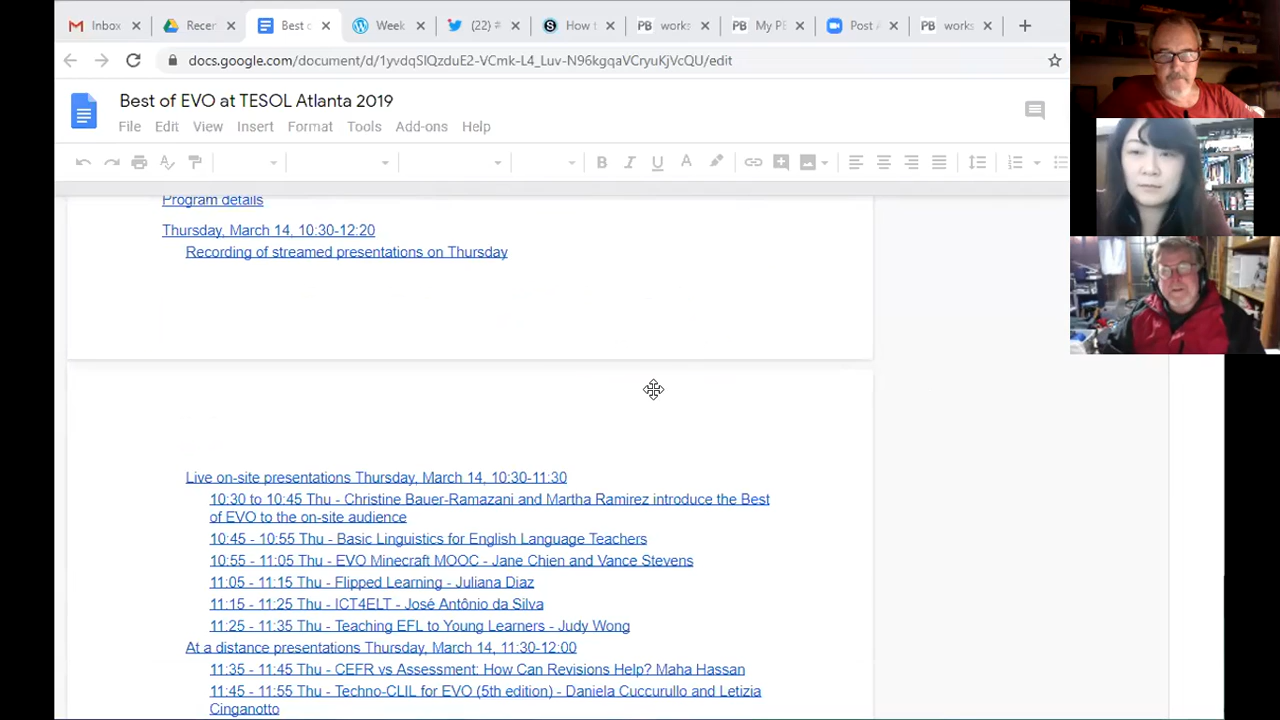 Inbox
Recen
Best o
Week
(22) #
How t
works
My PB
Post A
works
docs.google.com/document/d/1yvdqSlQzduE2-VCmk-L4_Luv-N96kgqaVCryuKjVcQU/edit
Best of EVO at TESOL Atlanta 2019
File Edit View Insert Format Tools Add-ons Help
Program details
Thursday, March 14, 10:30-12:20
Recording of streamed presentations on Thursday
Live on-site presentations Thursday, March 14, 10:30-11:30
10:30 to 10:45 Thu - Christine Bauer-Ramazani and Martha Ramirez introduce the Best
of EVO to the on-site audience
10:45 - 10:55 Thu - Basic Linguistics for English Language Teachers
10:55 - 11:05 Thu - EVO Minecraft MOOC - Jane Chien and Vance Stevens
11:05 - 11:15 Thu - Flipped Learning - Juliana Diaz
11:15 - 11:25 Thu - ICT4ELT - José Antônio da Silva
11:25 - 11:35 Thu - Teaching EFL to Young Learners - Judy Wong
At a distance presentations Thursday, March 14, 11:30-12:00
11:35 - 11:45 Thu - CEFR vs Assessment: How Can Revisions Help? Maha Hassan
11:45 - 11:55 Thu - Techno-CLIL for EVO (5th edition) - Daniela Cuccurullo and Letizia
Cinganotto